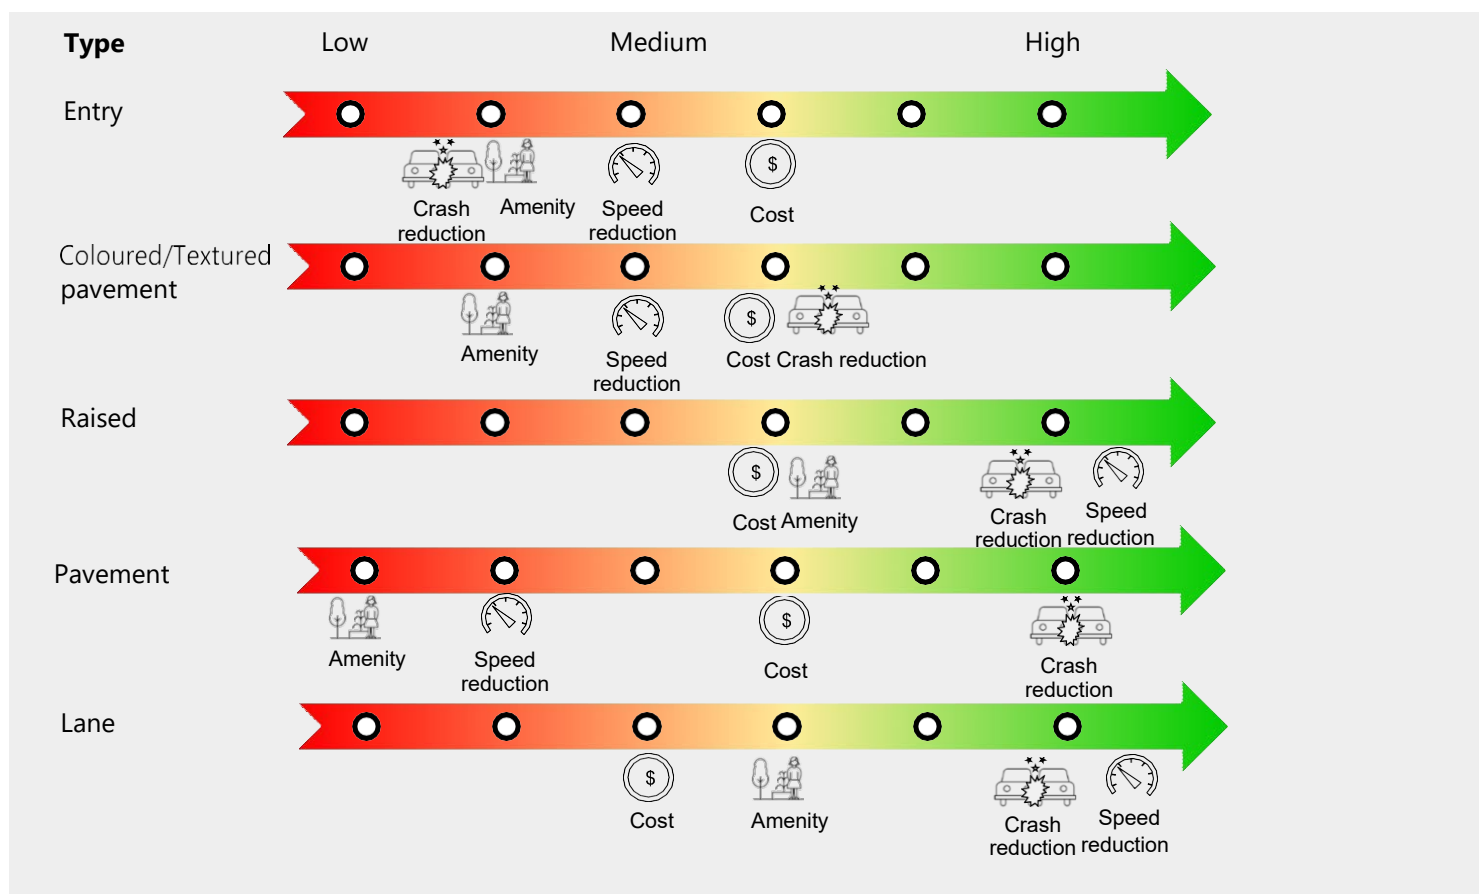 Type Low Medium High
Entry
Crash reduction Amenity Speed reduction $ Cost
Coloured/Textured pavement
Amenity Speed reduction $ Cost Crash reduction
Raised
$ Cost Amenity Crash reduction Speed reduction
Pavement
Amenity Speed reduction $ Cost Crash reduction
Lane
$ Cost Amenity Crash reduction Speed reduction